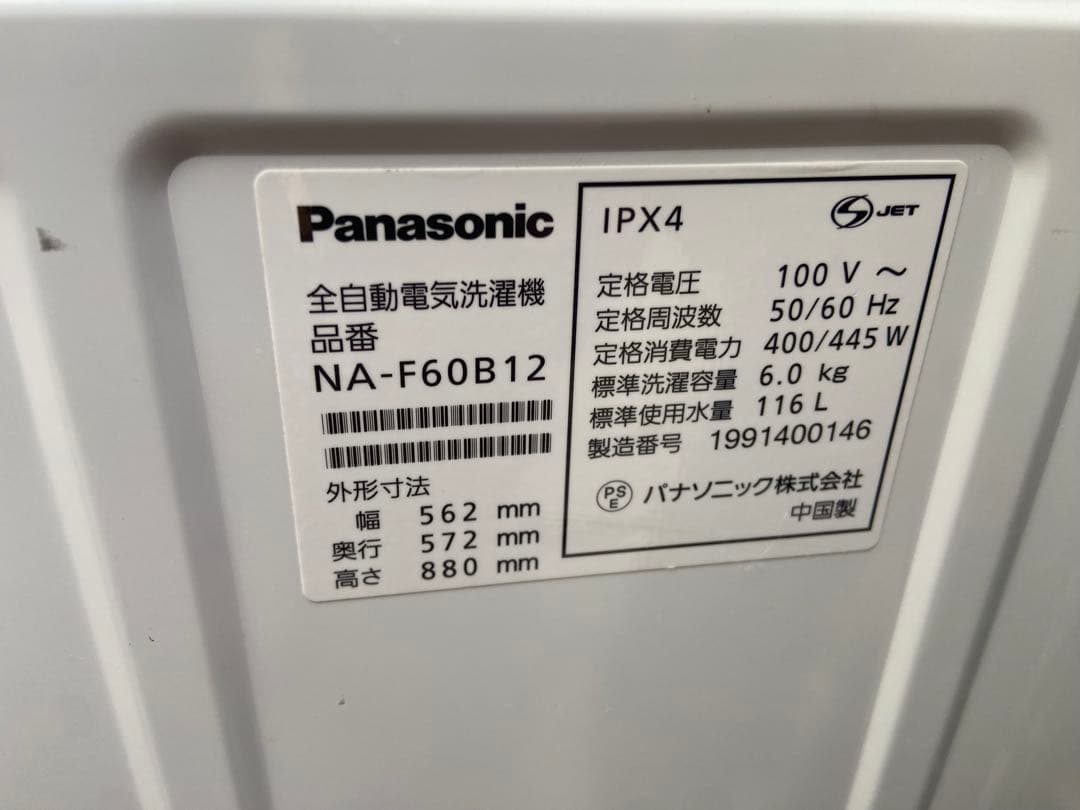 Panasonic
全自動電気洗濯機
品番
NA-F60B12
外形寸法
幅 562 mm
奥行 572 mm
高さ 880 mm
IPX4
S JET
定格電圧 100 V ～
定格周波数 50/60 Hz
定格消費電力 400/445 W
標準洗濯容量 6.0 kg
標準使用水量 116 L
製造番号 1991400146
PS
E
パナソニック株式会社
中国製